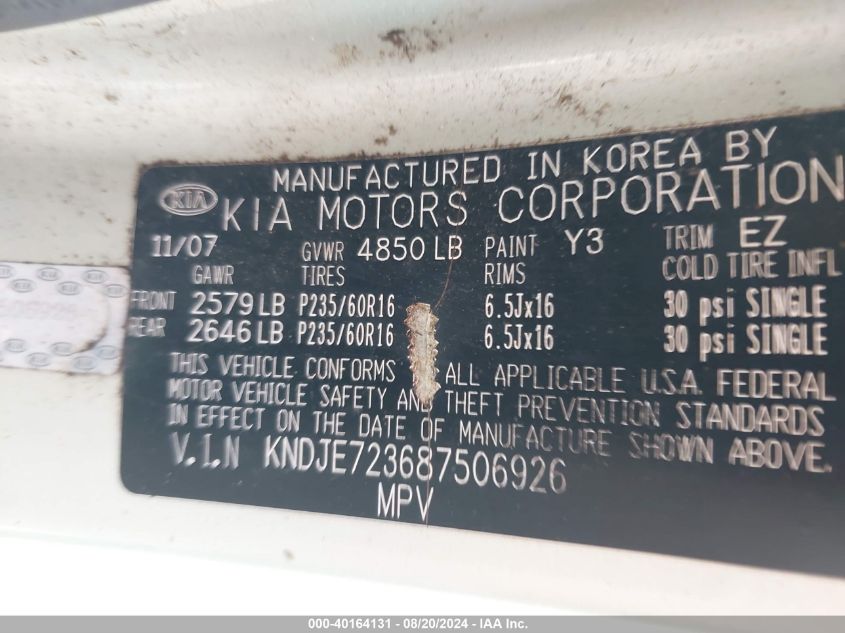 MANUFACTURED IN KOREA BY
KIA KIA MOTORS CORPORATION
11/07 GVWR 4850 LB PAINT Y3 TRIM EZ
GAWR TIRES RIMS COLD TIRE INFL
FRONT 2579 LB P235/60R16 6.5Jx16 30 psi SINGLE
REAR 2646 LB P235/60R16 6.5Jx16 30 psi SINGLE
THIS VEHICLE CONFORMS ALL APPLICABLE U.S.A. FEDERAL
MOTOR VEHICLE SAFETY AND THEFT PREVENTION STANDARDS
IN EFFECT ON THE DATE OF MANUFACTURE SHOWN ABOVE.
V.I.N KNDJE723687506926
MPV
000-40164131 - 08/20/2024 - IAA Inc.